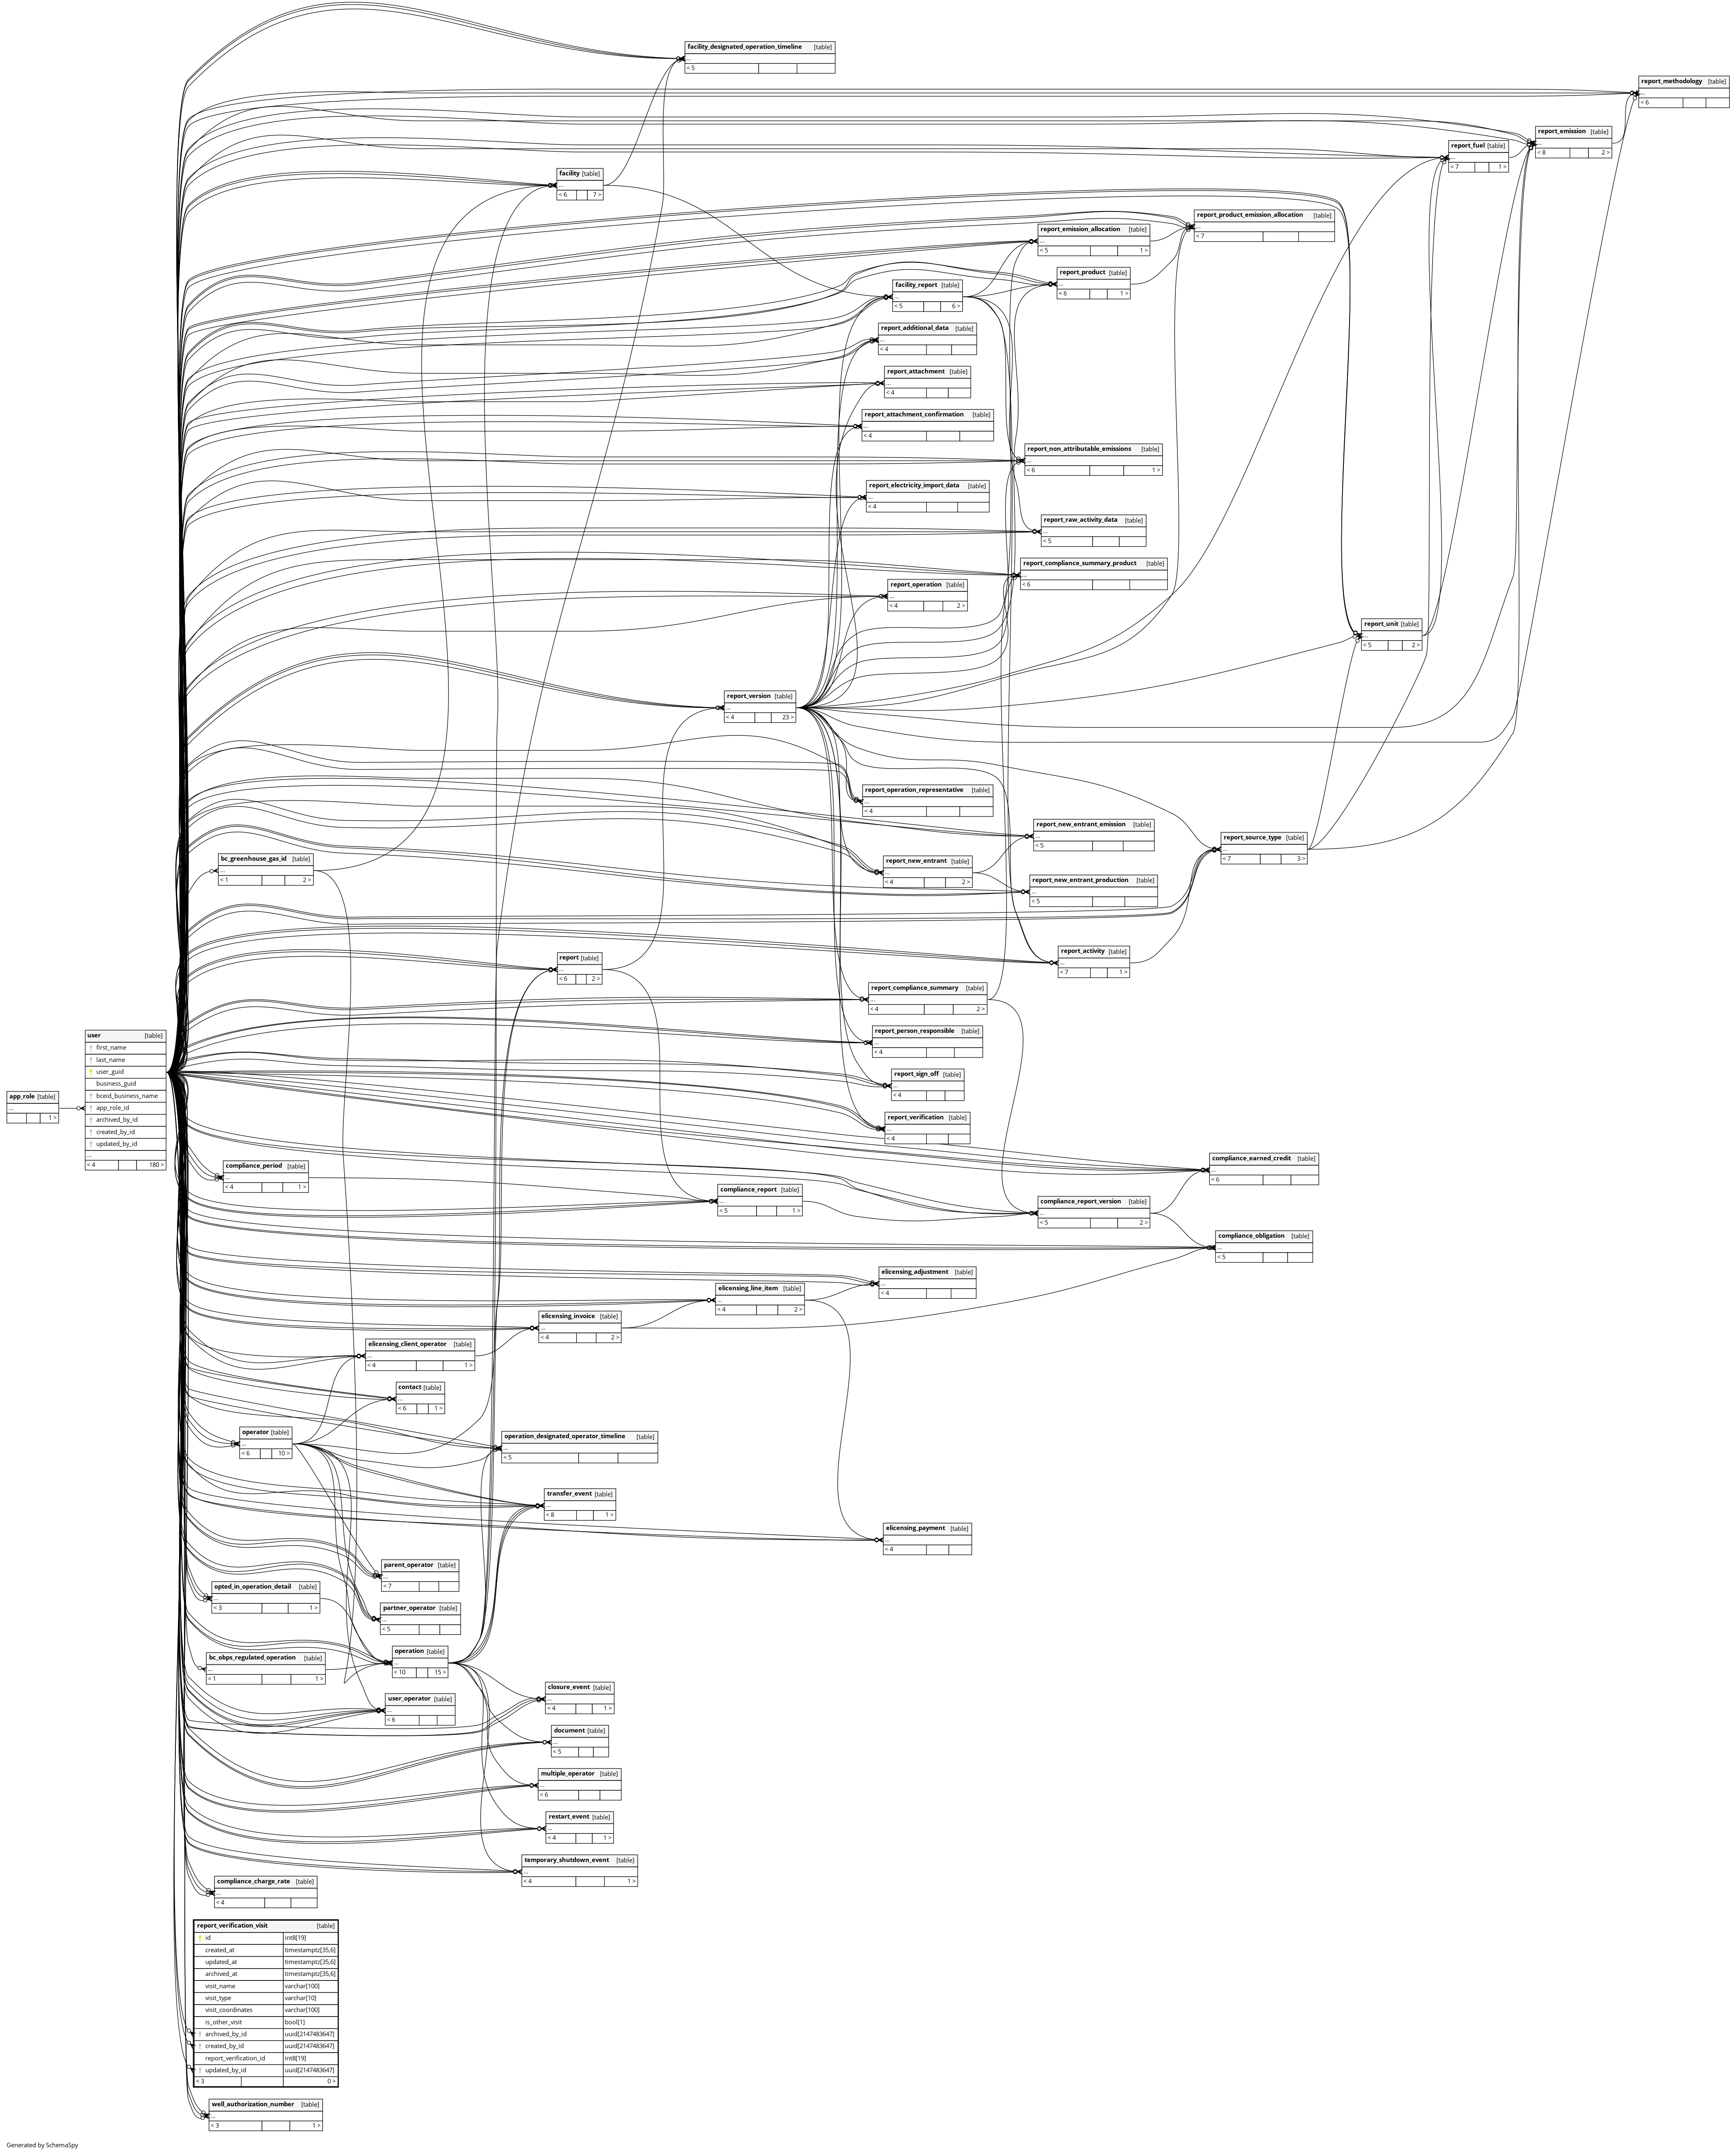 facility_designated_operation_timeline [table]
...
< 5
report_methodology [table]
...
< 6
report_emission [table]
...
< 8 2 >
report_fuel [table]
...
< 7 1 >
facility [table]
...
< 6 7 >
report_product_emission_allocation [table]
...
< 7
report_emission_allocation [table]
...
< 5 1 >
report_product [table]
...
< 6 1 >
facility_report [table]
...
< 5 6 >
report_additional_data [table]
...
< 4
report_attachment [table]
...
< 4
report_attachment_confirmation [table]
...
< 4
report_non_attributable_emissions [table]
...
< 6 1 >
report_electricity_import_data [table]
...
< 4
report_raw_activity_data [table]
...
< 5
report_compliance_summary_product [table]
...
< 6
report_operation [table]
...
< 4 2 >
report_unit [table]
...
< 5 2 >
report_version [table]
...
< 4 23 >
report_operation_representative [table]
...
< 4
report_new_entrant_emission [table]
...
< 5
report_source_type [table]
...
< 7 3 >
bc_greenhouse_gas_id [table]
...
< 1 2 >
report_new_entrant [table]
...
< 4 2 >
report_new_entrant_production [table]
...
< 5
report_activity [table]
...
< 7 1 >
report [table]
...
< 6 2 >
report_compliance_summary [table]
...
< 4 2 >
report_person_responsible [table]
...
< 4
user [table]
first_name
last_name
user_guid
business_guid
bceid_business_name
app_role_id
archived_by_id
created_by_id
updated_by_id
...
< 4 180 >
app_role [table]
...
1 >
report_sign_off [table]
...
< 4
report_verification [table]
...
< 4
compliance_earned_credit [table]
...
< 6
compliance_period [table]
...
< 4 1 >
compliance_report [table]
...
< 5 1 >
compliance_report_version [table]
...
< 5 2 >
compliance_obligation [table]
...
< 5
elicensing_adjustment [table]
...
< 4
elicensing_line_item [table]
...
< 4 2 >
elicensing_invoice [table]
...
< 4 2 >
elicensing_client_operator [table]
...
< 4 1 >
contact [table]
...
< 6 1 >
operator [table]
...
< 6 10 >
operation_designated_operator_timeline [table]
...
< 5
transfer_event [table]
...
< 8 1 >
elicensing_payment [table]
...
< 4
parent_operator [table]
...
< 7
opted_in_operation_detail [table]
...
< 3 1 >
partner_operator [table]
...
< 5
operation [table]
...
< 10 15 >
bc_obps_regulated_operation [table]
...
< 1 1 >
closure_event [table]
...
< 4 1 >
user_operator [table]
...
< 6
document [table]
...
< 5
multiple_operator [table]
...
< 6
restart_event [table]
...
< 4 1 >
temporary_shutdown_event [table]
...
< 4 1 >
compliance_charge_rate [table]
...
< 4
report_verification_visit [table]
id int8[19]
created_at timestamptz[35,6]
updated_at timestamptz[35,6]
archived_at timestamptz[35,6]
visit_name varchar[100]
visit_type varchar[10]
visit_coordinates varchar[100]
is_other_visit bool[1]
archived_by_id uuid[2147483647]
created_by_id uuid[2147483647]
report_verification_id int8[19]
updated_by_id uuid[2147483647]
< 3 0 >
well_authorization_number [table]
...
< 3 1 >
Generated by SchemaSpy